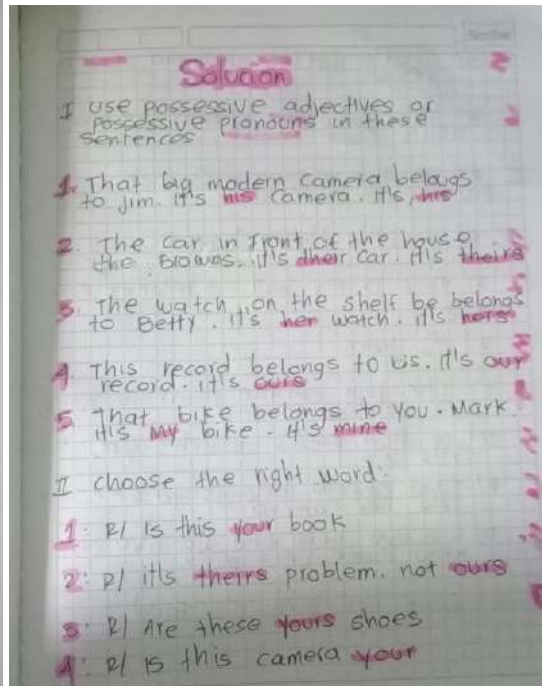 Solucion
I use possessive adjectives or
possessive pronouns in these
sentences
1. That big modern camera belongs
to Jim. it's his camera. it's, his
2. The car in front of the house
the Browns. it's their car. it's theirs
3. The watch on the shelf be belongs
to Betty. it's her watch. it's hers
4. This record belongs to us. it's our
record. it's ours
5. That bike belongs to you. Mark.
it's my bike. it's mine
II choose the right word:
1: R/ Is this your book
2: R/ it'ls theirs problem. not ours
3: R/ Are these yours shoes
4: R/ Is this camera your